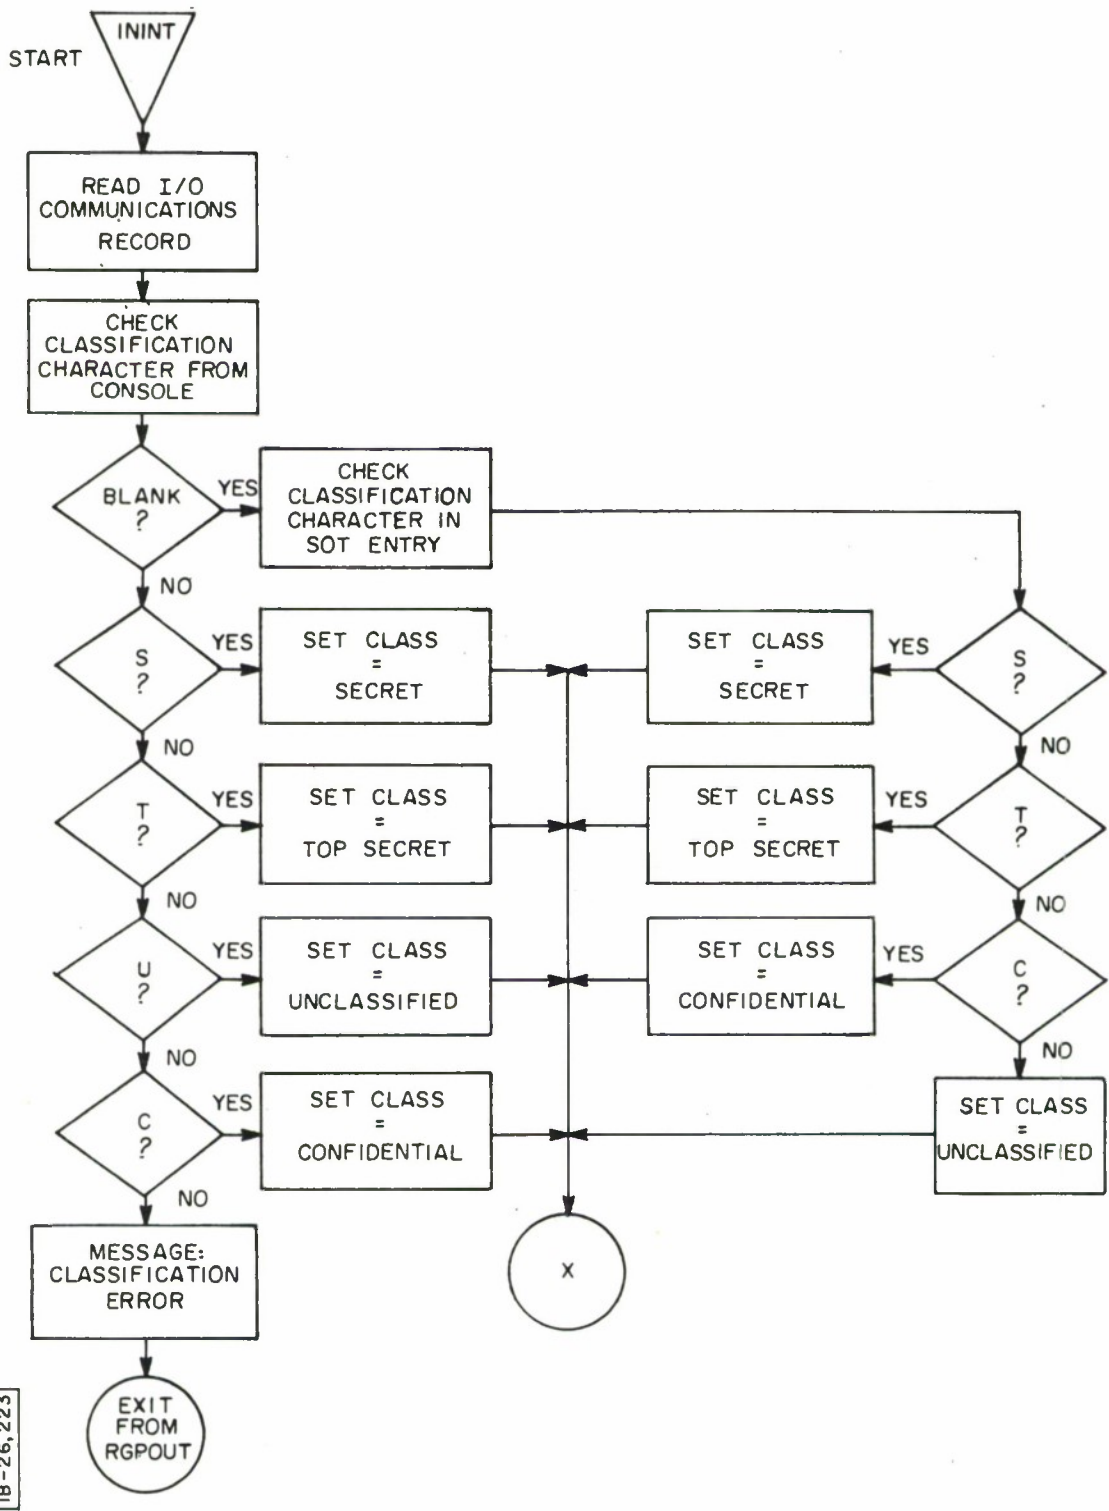 ININT
START
READ I/O
COMMUNICATIONS
RECORD
CHECK
CLASSIFICATION
CHARACTER FROM
CONSOLE
BLANK
?
YES
CHECK
CLASSIFICATION
CHARACTER IN
SOT ENTRY
NO
S
?
YES
SET CLASS
=
SECRET
SET CLASS
=
SECRET
YES
S
?
NO
NO
T
?
YES
SET CLASS
=
TOP SECRET
SET CLASS
=
TOP SECRET
YES
T
?
NO
NO
U
?
YES
SET CLASS
=
UNCLASSIFIED
SET CLASS
=
CONFIDENTIAL
YES
C
?
NO
NO
C
?
YES
SET CLASS
=
CONFIDENTIAL
SET CLASS
=
UNCLASSIFIED
NO
MESSAGE:
CLASSIFICATION
ERROR
X
EXIT
FROM
RGPOUT
IB-26,223